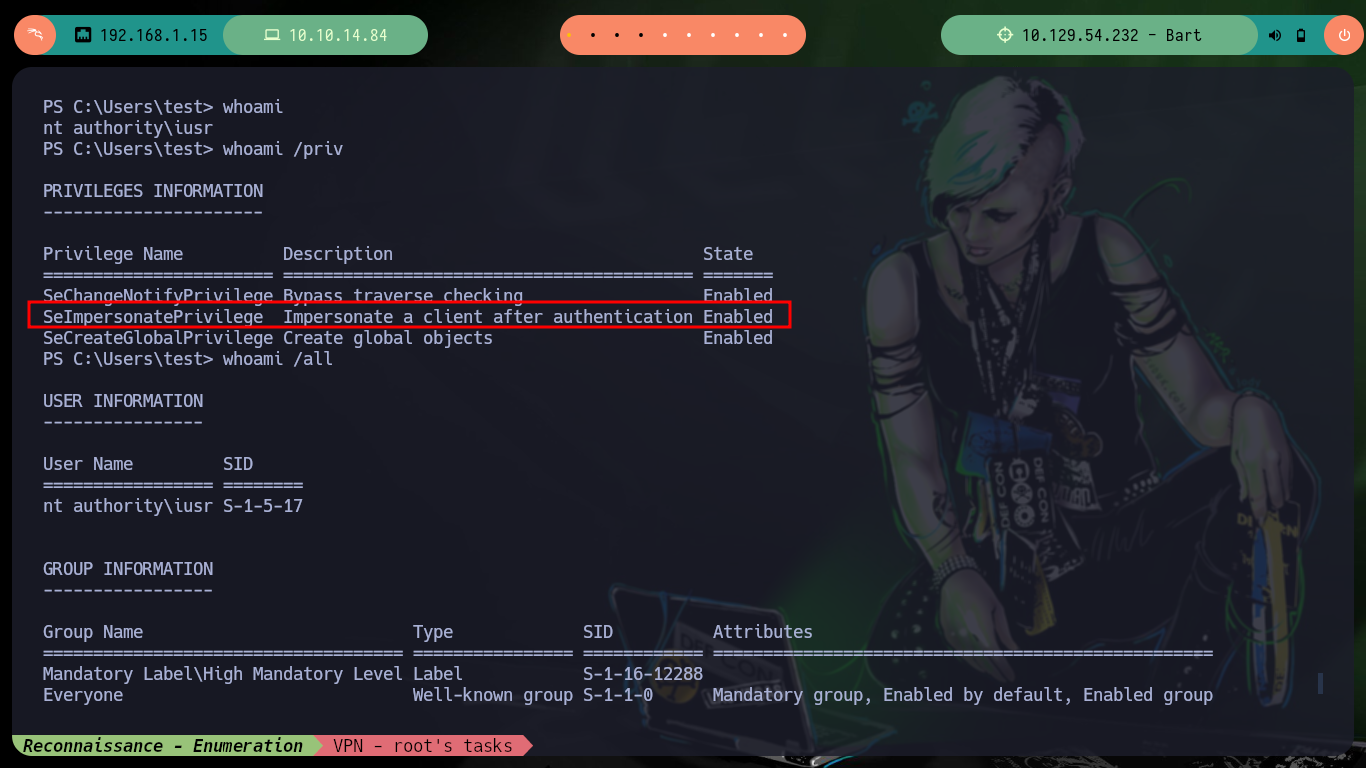 192.168.1.15 10.10.14.84 10.129.54.232 - Bart
PS C:\Users\test> whoami
nt authority\iusr
PS C:\Users\test> whoami /priv
PRIVILEGES INFORMATION
----------------------
Privilege Name Description State
======================= ========================================= =======
SeChangeNotifyPrivilege Bypass traverse checking Enabled
SeImpersonatePrivilege Impersonate a client after authentication Enabled
SeCreateGlobalPrivilege Create global objects Enabled
PS C:\Users\test> whoami /all
USER INFORMATION
----------------
User Name SID
================= ========
nt authority\iusr S-1-5-17
GROUP INFORMATION
-----------------
Group Name Type SID Attributes
==================================== ================ ============ ==================================================
Mandatory Label\High Mandatory Level Label S-1-16-12288
Everyone Well-known group S-1-1-0 Mandatory group, Enabled by default, Enabled group
DEF CON
DEF CON
Reconnaissance - Enumeration VPN - root's tasks